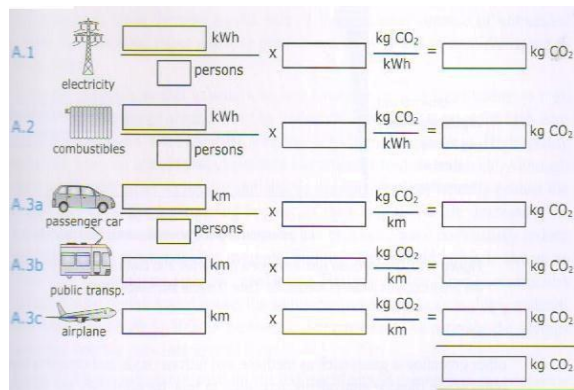 A.1 kWh x kg CO₂ = kg CO₂
persons kWh
electricity
A.2 kWh x kg CO₂ = kg CO₂
persons kWh
combustibles
A.3a km x kg CO₂ = kg CO₂
persons km
passenger car
A.3b km x kg CO₂ = kg CO₂
km
public transp.
A.3c km x kg CO₂ = kg CO₂
km
airplane
kg CO₂